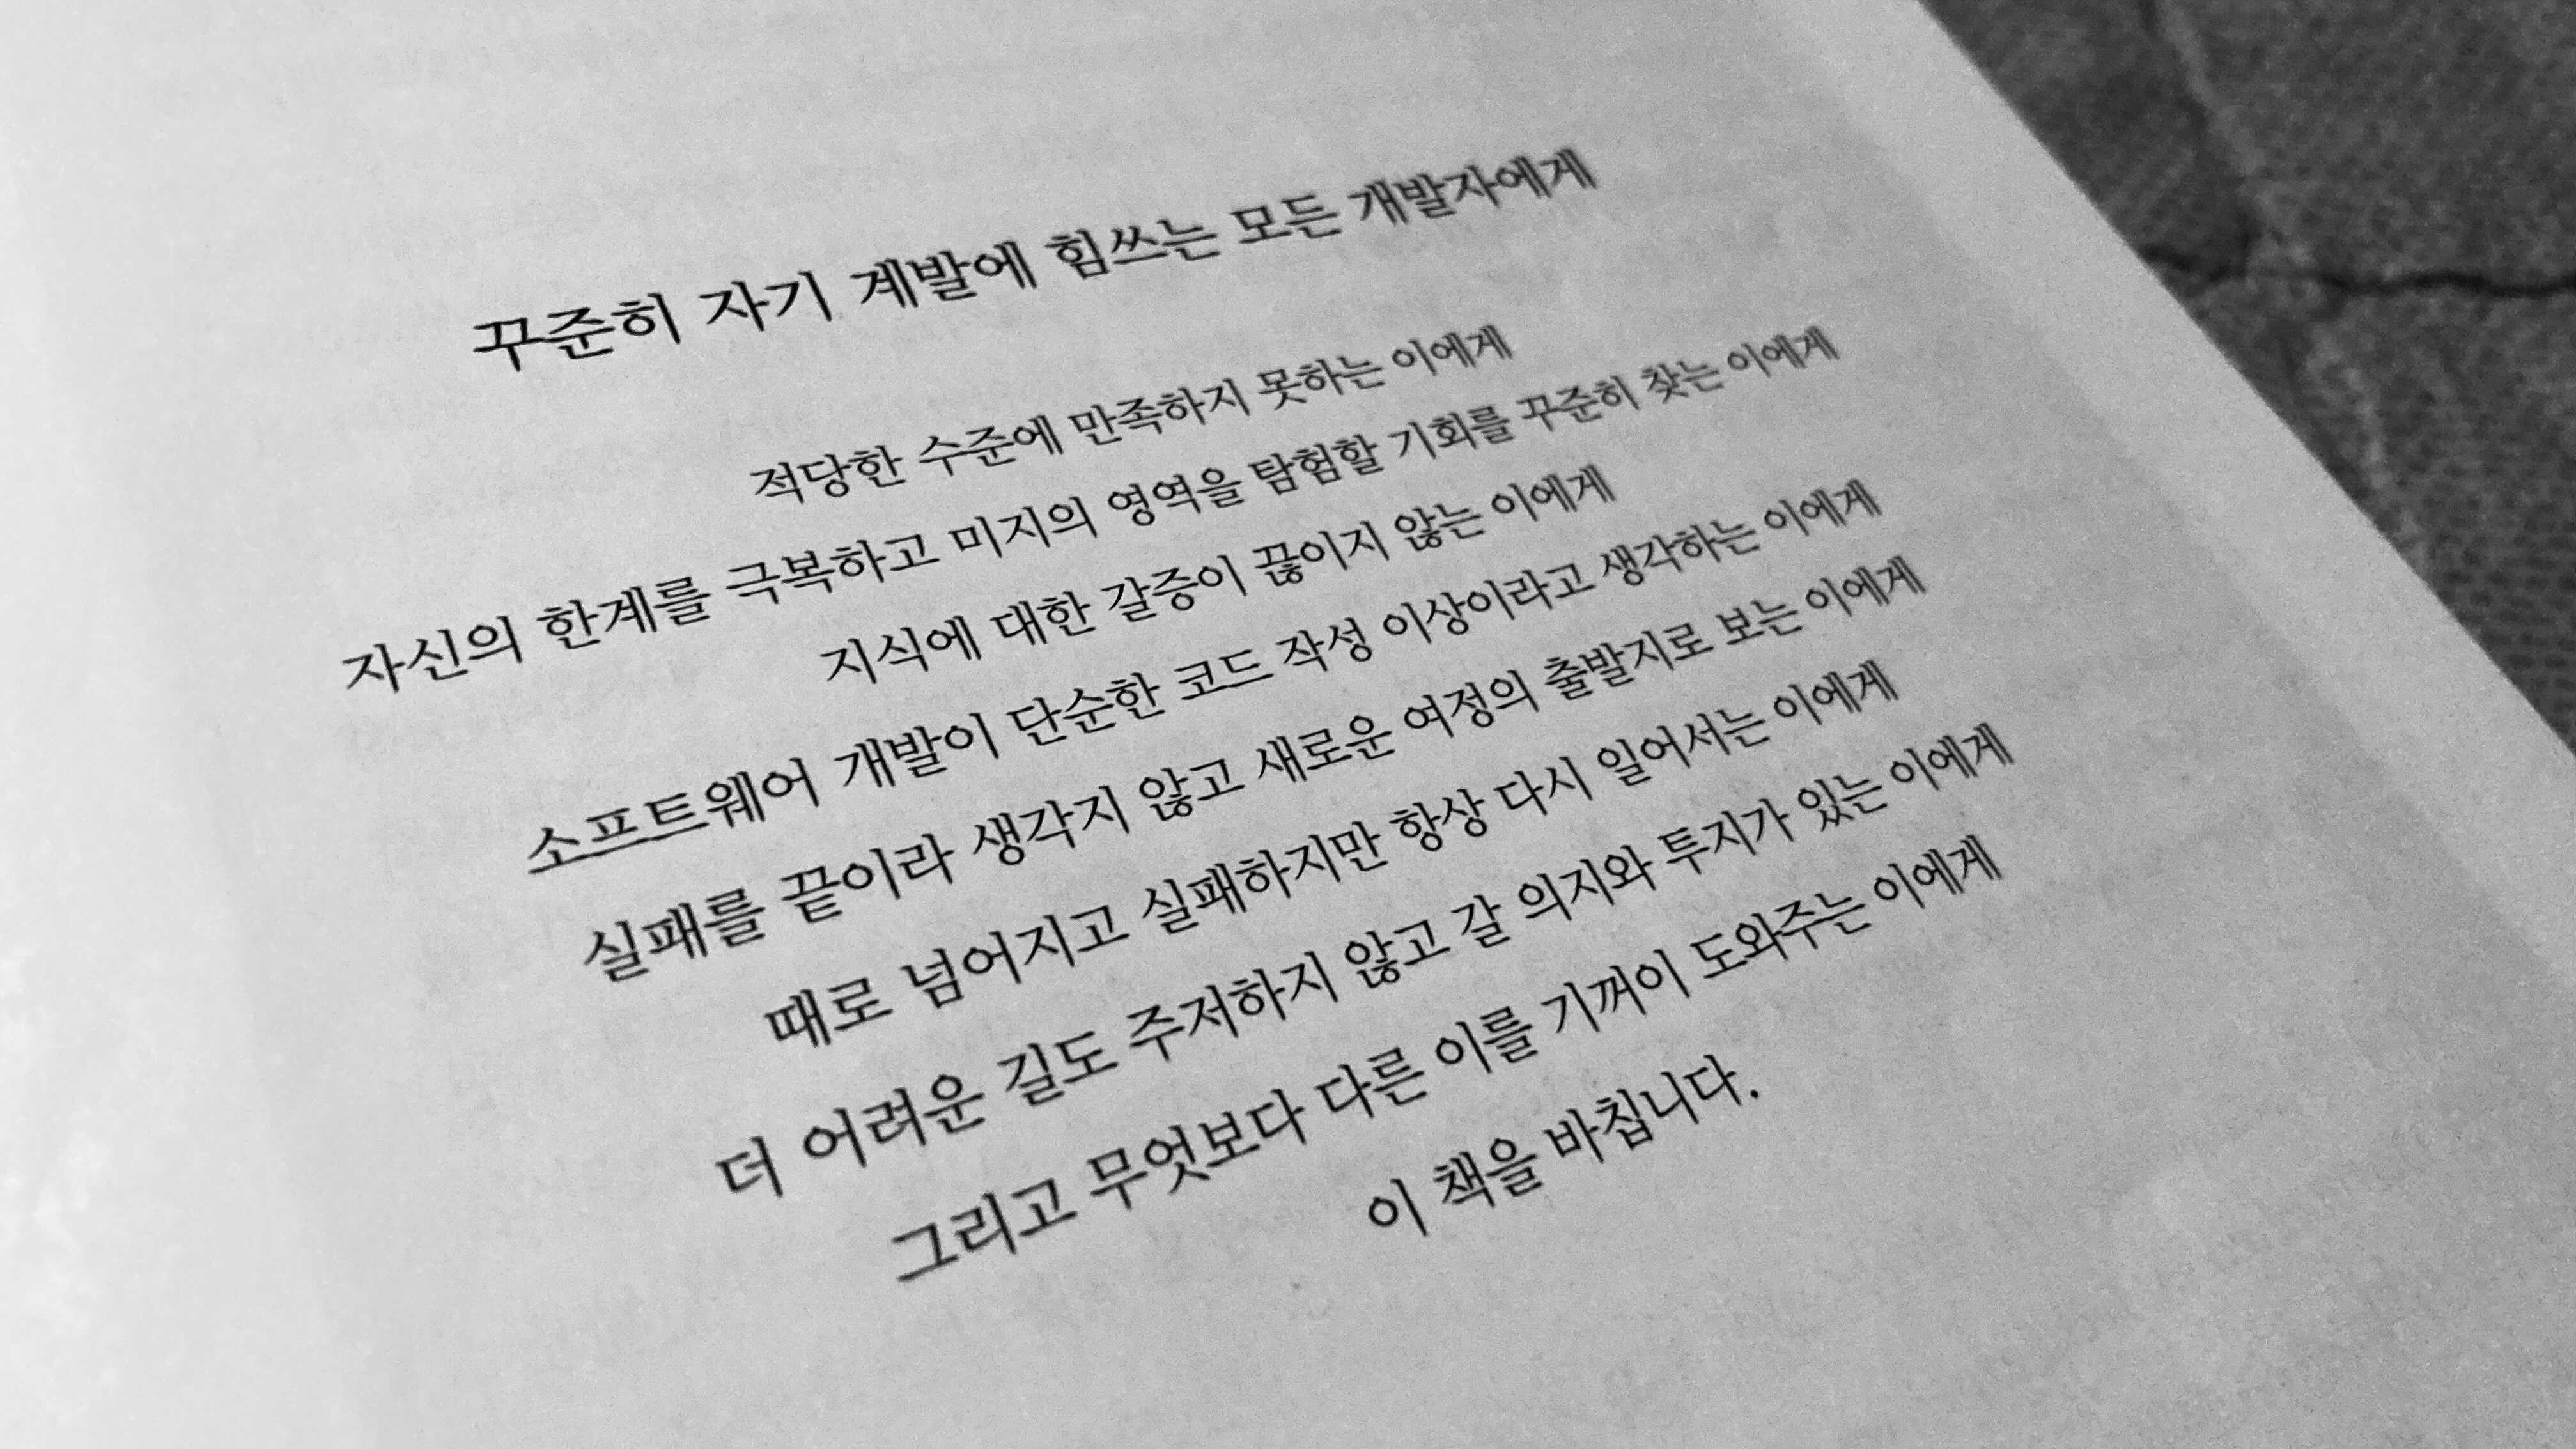 꾸준히 자기 계발에 힘쓰는 모든 개발자에게
적당한 수준에 만족하지 못하는 이에게
자신의 한계를 극복하고 미지의 영역을 탐험할 기회를 꾸준히 찾는 이에게
지식에 대한 갈증이 끊이지 않는 이에게
소프트웨어 개발이 단순한 코드 작성 이상이라고 생각하는 이에게
실패를 끝이라 생각지 않고 새로운 여정의 출발지로 보는 이에게
때로 넘어지고 실패하지만 항상 다시 일어서는 이에게
더 어려운 길도 주저하지 않고 갈 의지와 투지가 있는 이에게
그리고 무엇보다 다른 이를 기꺼이 도와주는 이에게
이 책을 바칩니다.